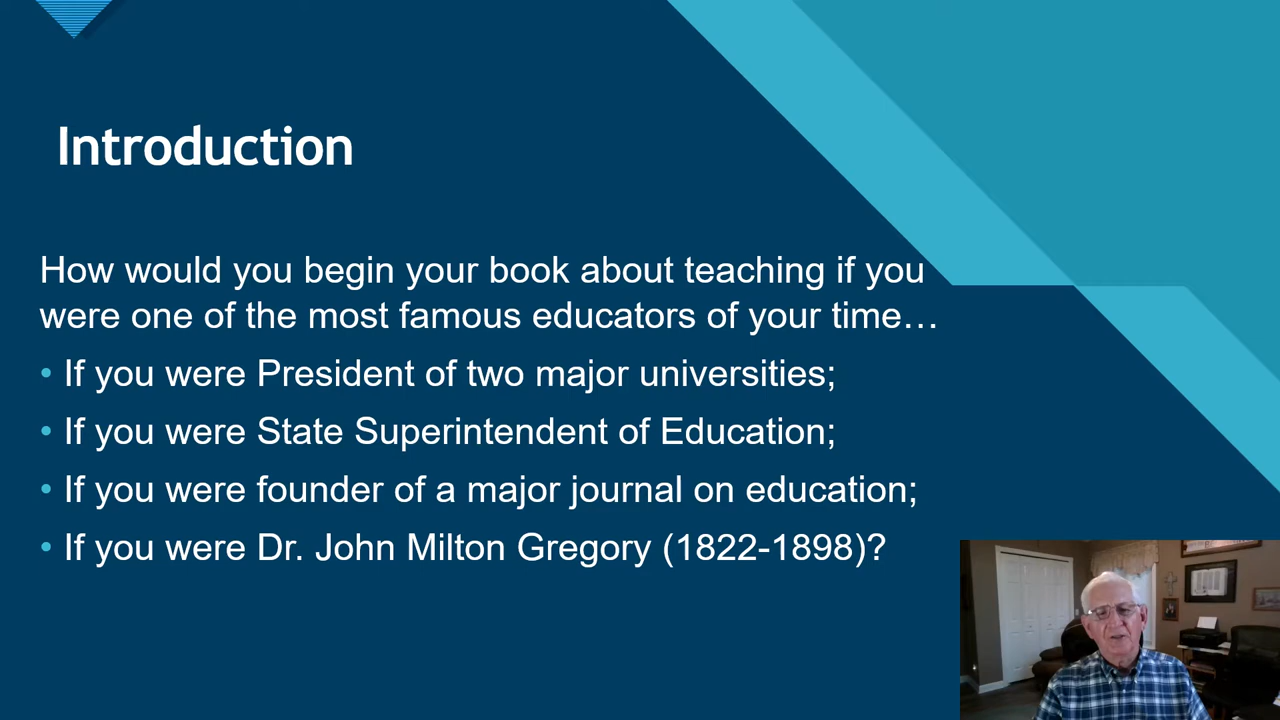 Introduction
How would you begin your book about teaching if you
were one of the most famous educators of your time…
• If you were President of two major universities;
• If you were State Superintendent of Education;
• If you were founder of a major journal on education;
• If you were Dr. John Milton Gregory (1822-1898)?